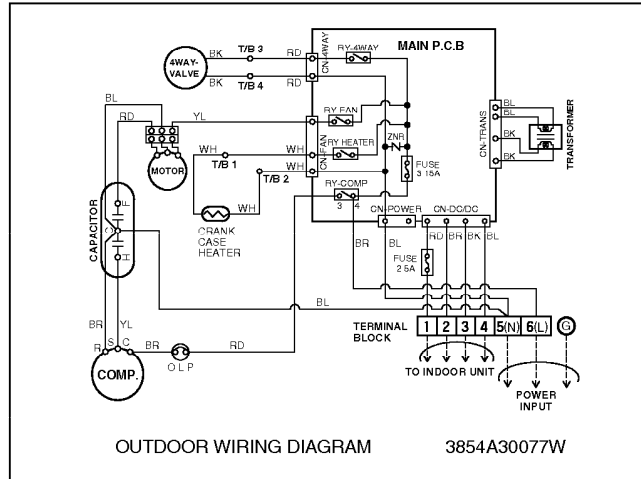 MAIN P.C.B
4WAY-
VALVE
BK
T/B 3
RD
BK
T/B 4
RD
CN-4WAY
RY-4WAY
BL
RD
YL
MOTOR
CN-FAN
RY FAN
RY HEATER
WH
T/B 1
WH
T/B 2
WH
WH
CRANK
CASE
HEATER
ZNR
FUSE
3 15A
RY-COMP
3 4
CN-POWER
CN-DC/DC
CN-TRANS
BL
BL
BK
BK
TRANSFORMER
CAPACITOR
F
C
H
BR
BL
RD BR BK BL
FUSE
2 5A
BL
BR
YL
R S C
BR
RD
O L P
COMP.
TERMINAL
BLOCK
1 2 3 4 5(N) 6(L) G
TO INDOOR UNIT
POWER
INPUT
OUTDOOR WIRING DIAGRAM 3854A30077W